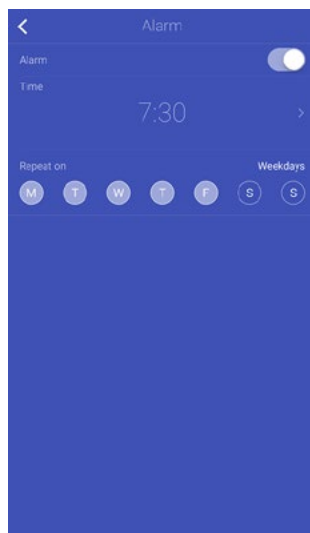 Alarm
Alarm
Time
7:30
Repeat on Weekdays
M T W T F S S